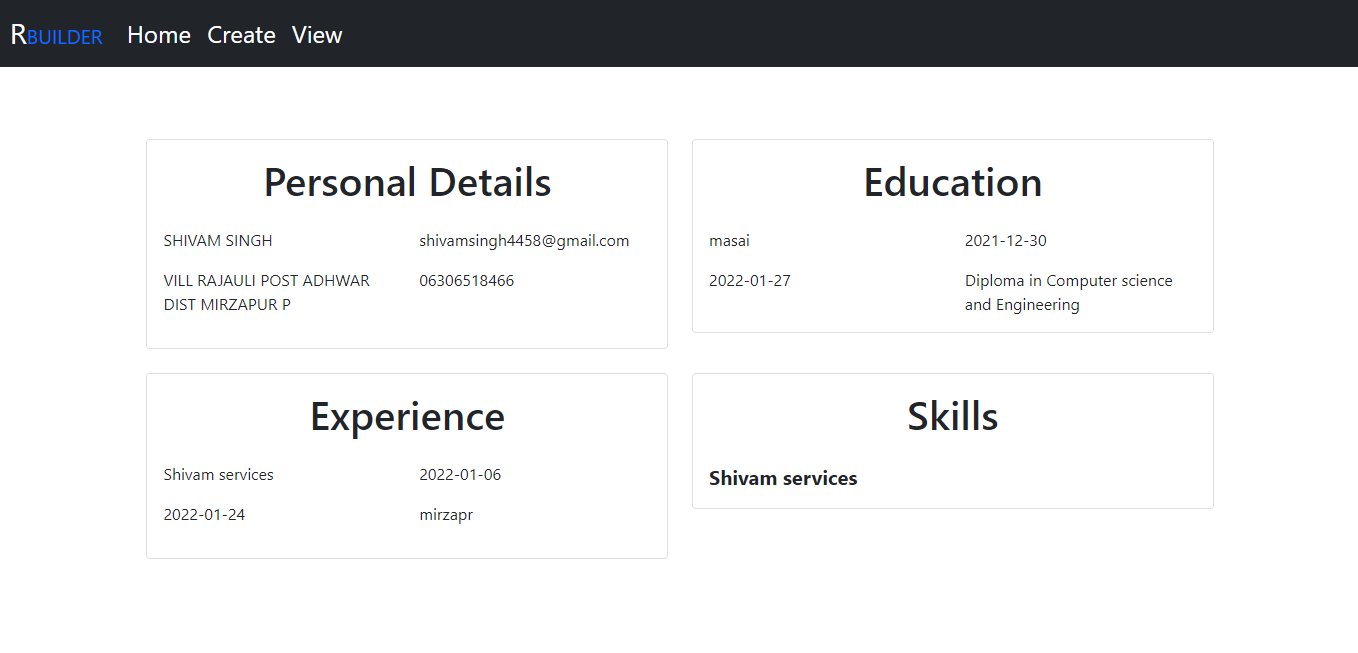 RBUILDER Home Create View
Personal Details
SHIVAM SINGH shivamsingh4458@gmail.com
VILL RAJAULI POST ADHWAR 06306518466
DIST MIRZAPUR P
Education
masai 2021-12-30
2022-01-27 Diploma in Computer science
and Engineering
Experience
Shivam services 2022-01-06
2022-01-24 mirzapr
Skills
Shivam services